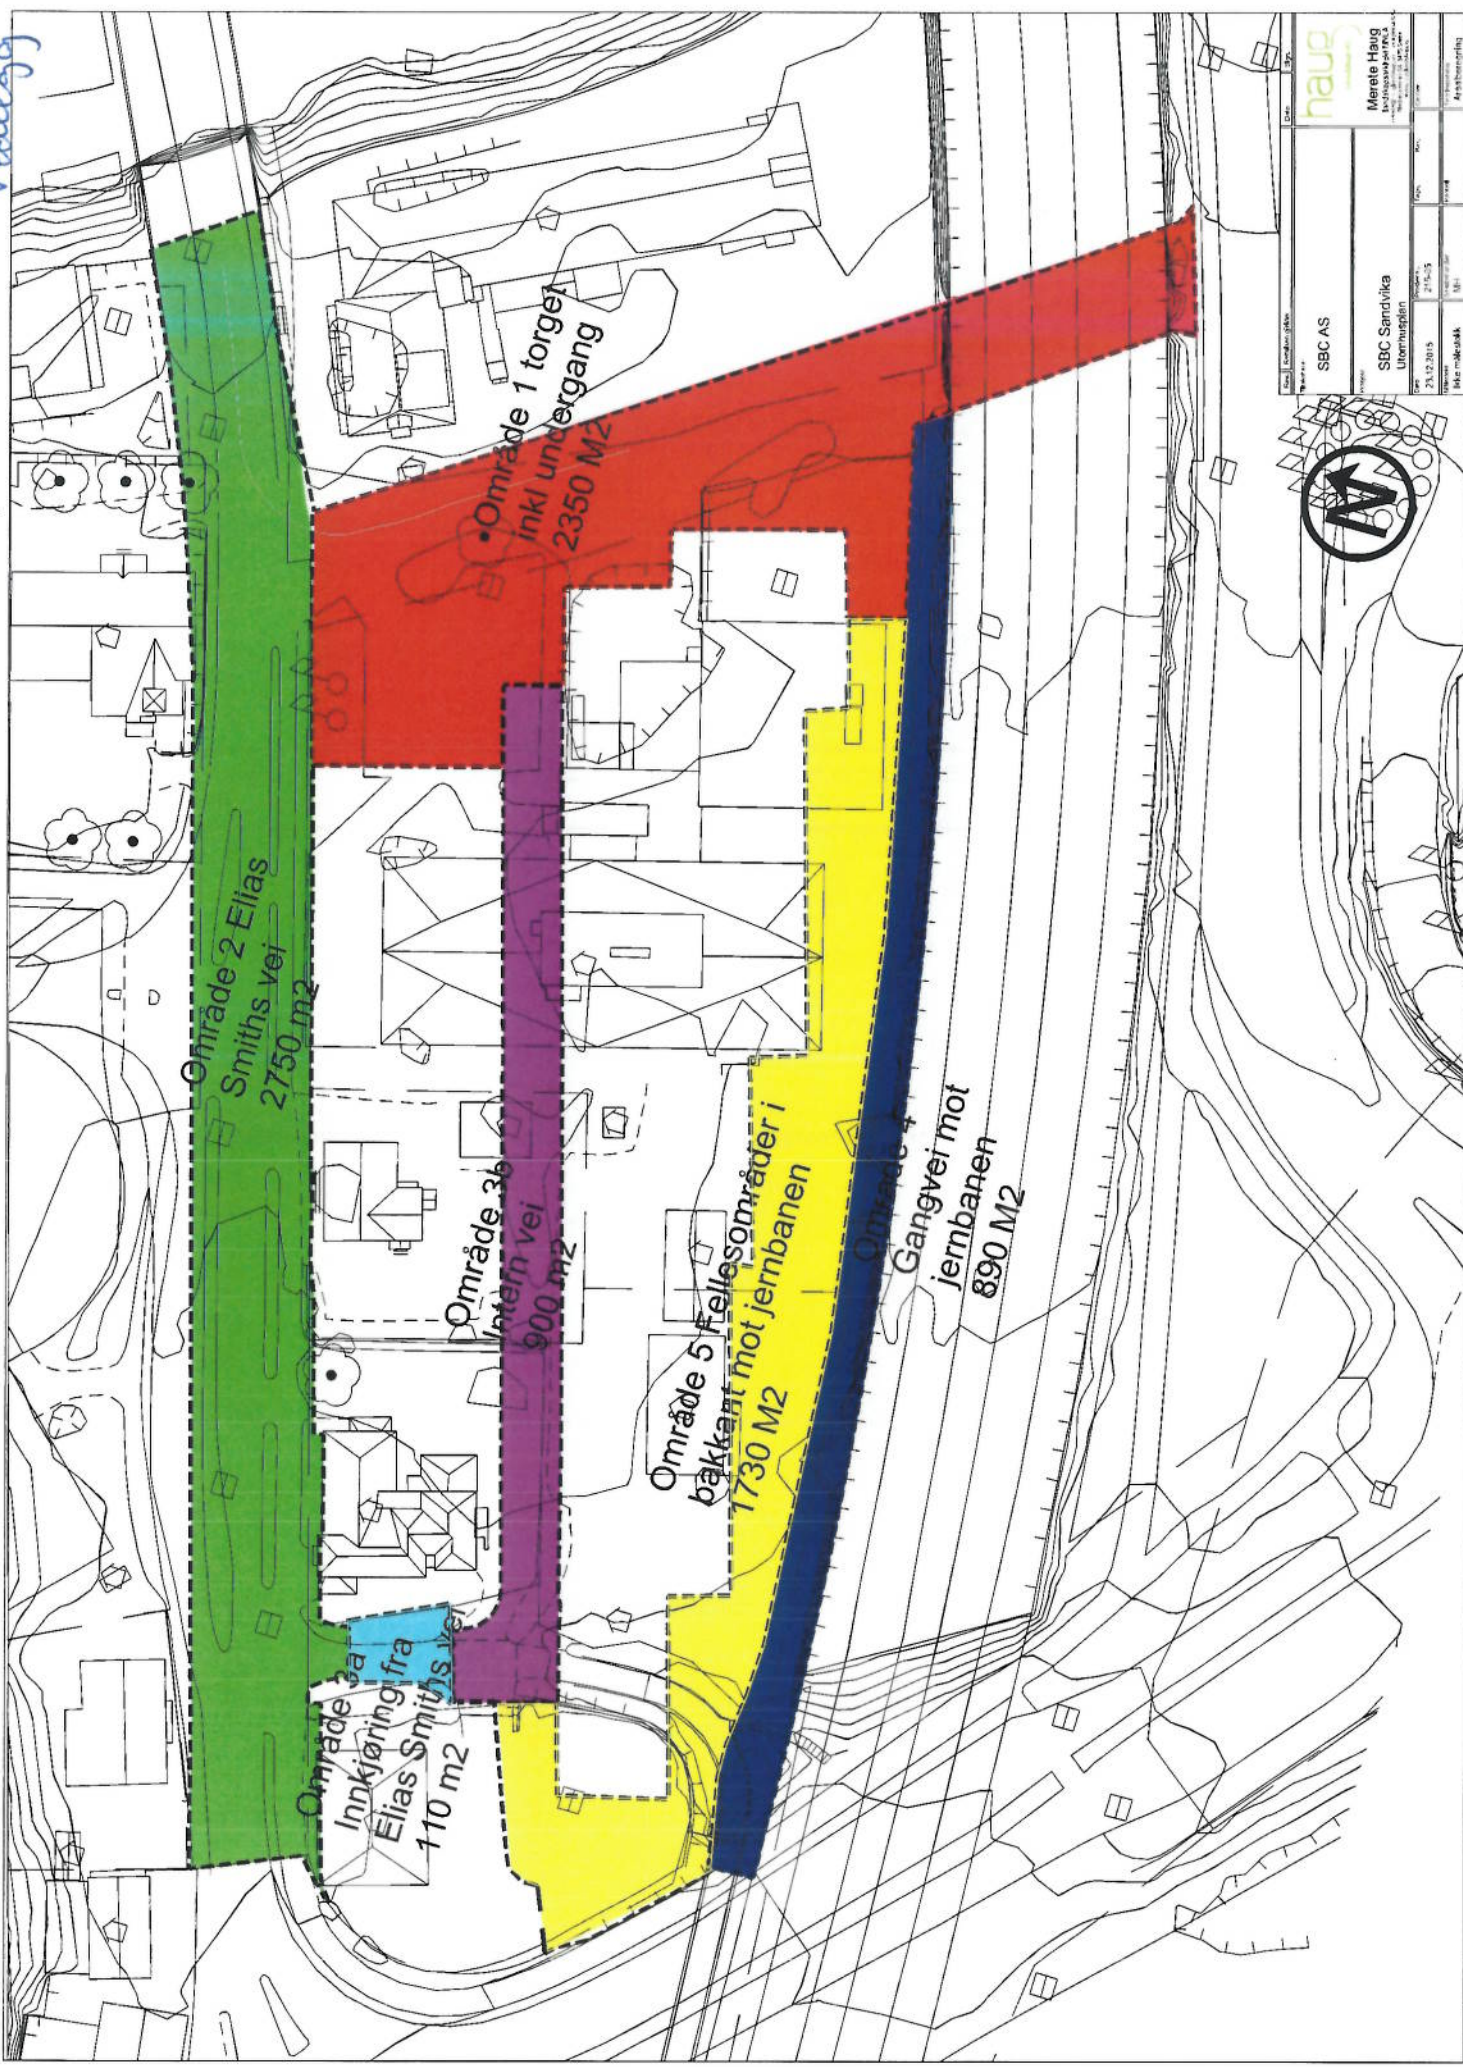 Område 1 torget
inkl undergang
2350 M2
Område 2 Elias
Smiths vei
2750 m2
Område 3b
Intern vei
900 m2
Område 5 Fellesområder i
bakkant mot jernbanen
1730 M2
Område 4
Gangvei mot
jernbanen
890 M2
Område 3a
Innkjøring fra
Elias Smiths vei
110 m2
N
haug
Merete Haug
SBC AS
SBC Sandvika
Utomhusplan
23.12.2015
Ikke målestokk
MH